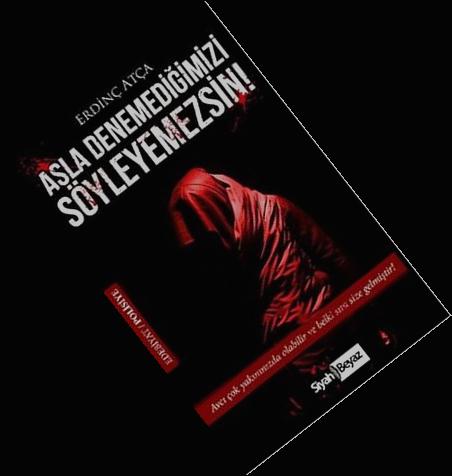 ERDİNÇ ATÇA
ASLA DENEMEDİĞİMİZİ
SÖYLEYEMEZSİN!
EDEBİYAT / POLİSİYE
Avcı çok yakınınızda olabilir ve belki sıra size gelmiştir!
Siyah Beyaz